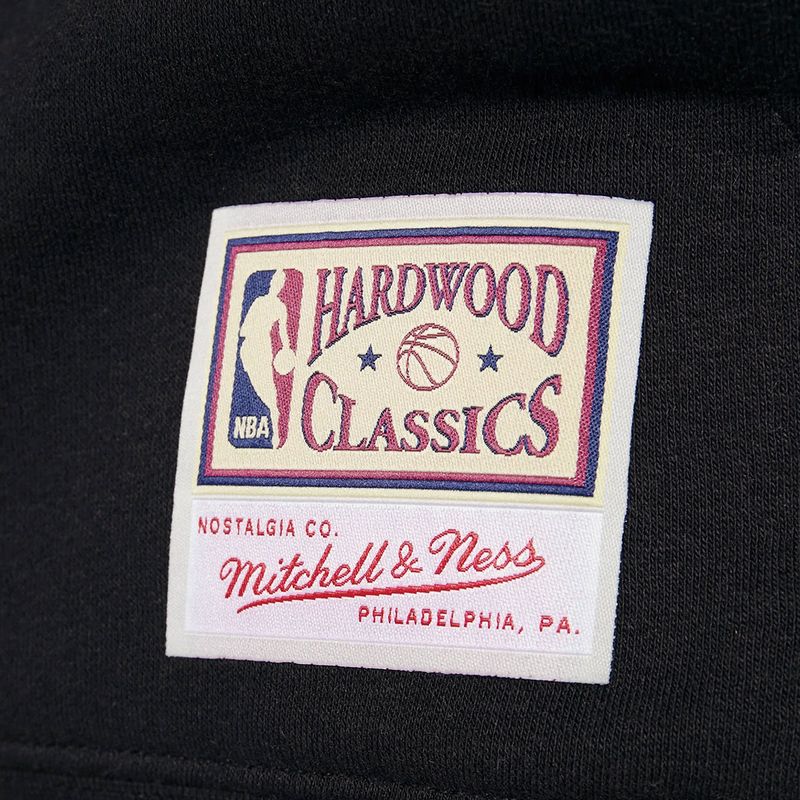 NBA
HARDWOOD
CLASSICS
NOSTALGIA CO.
Mitchell & Ness
PHILADELPHIA, PA.